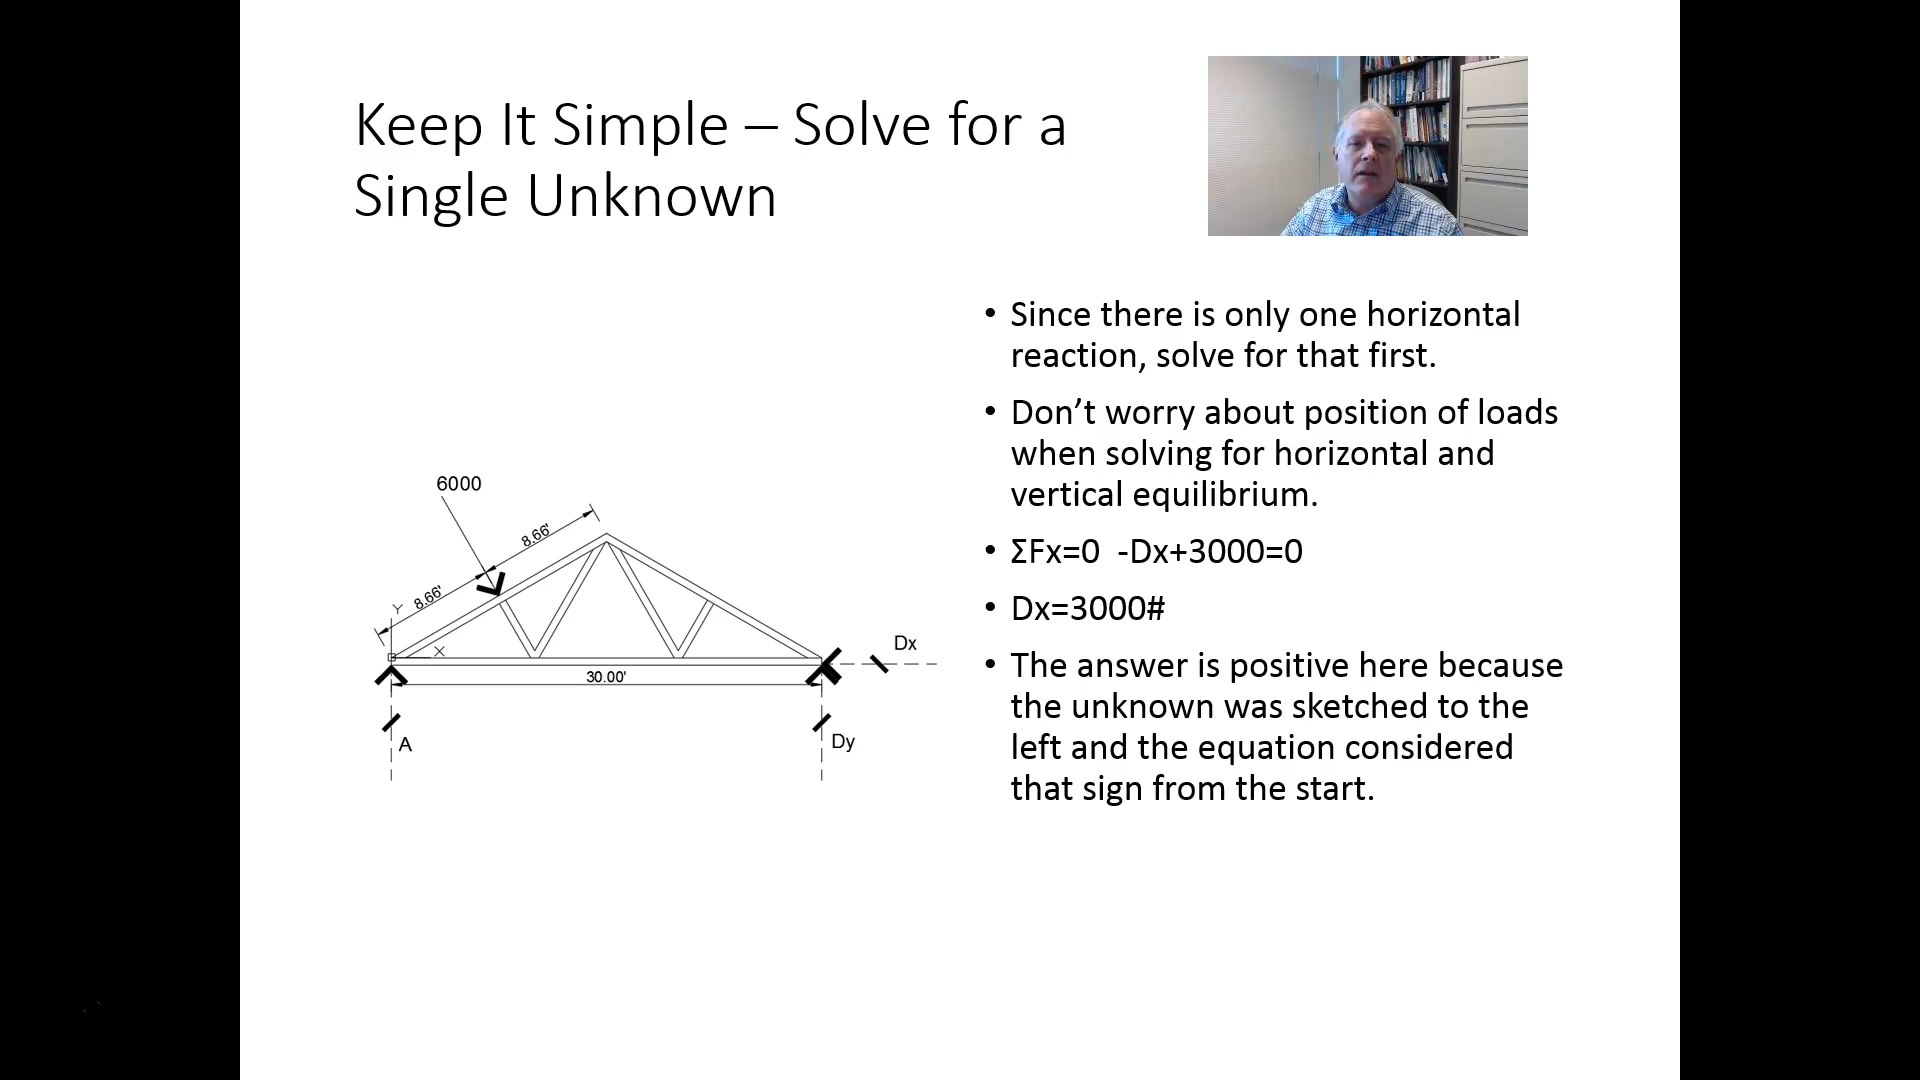 Keep It Simple – Solve for a
Single Unknown
• Since there is only one horizontal
reaction, solve for that first.
• Don’t worry about position of loads
when solving for horizontal and
vertical equilibrium.
• ΣFx=0  -Dx+3000=0
• Dx=3000#
• The answer is positive here because
the unknown was sketched to the
left and the equation considered
that sign from the start.
6000
8.66'
8.66'
Y
X
Dx
30.00'
A
Dy